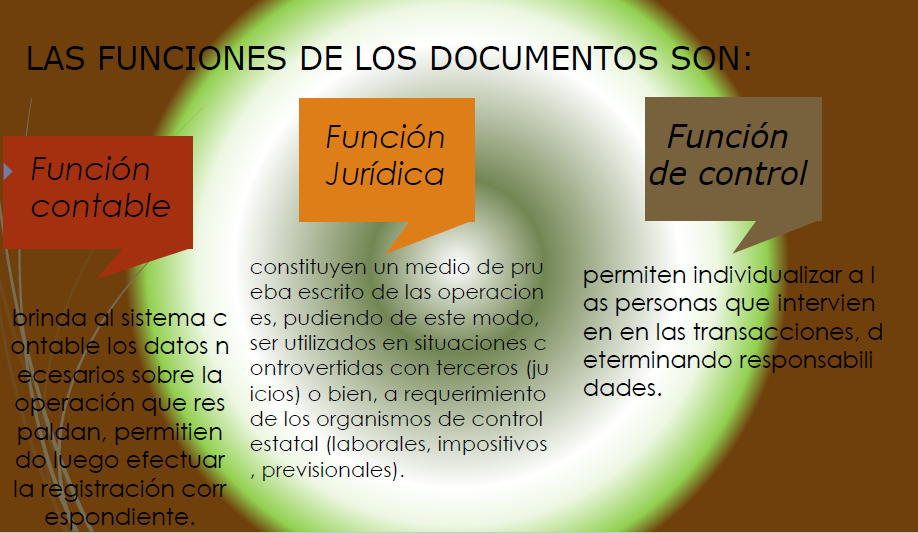 LAS FUNCIONES DE LOS DOCUMENTOS SON:
Función
contable
brinda al sistema c
ontable los datos n
ecesarios sobre la
operación que res
paldan, permitien
do luego efectuar
la registración corr
espondiente.
Función
Jurídica
constituyen un medio de pru
eba escrito de las operacion
es, pudiendo de este modo,
ser utilizados en situaciones c
ontrovertidas con terceros (ju
icios) o bien, a requerimiento
de los organismos de control
estatal (laborales, impositivos
, previsionales).
Función
de control
permiten individualizar a l
as personas que intervien
en en las transacciones, d
eterminando responsabili
dades.